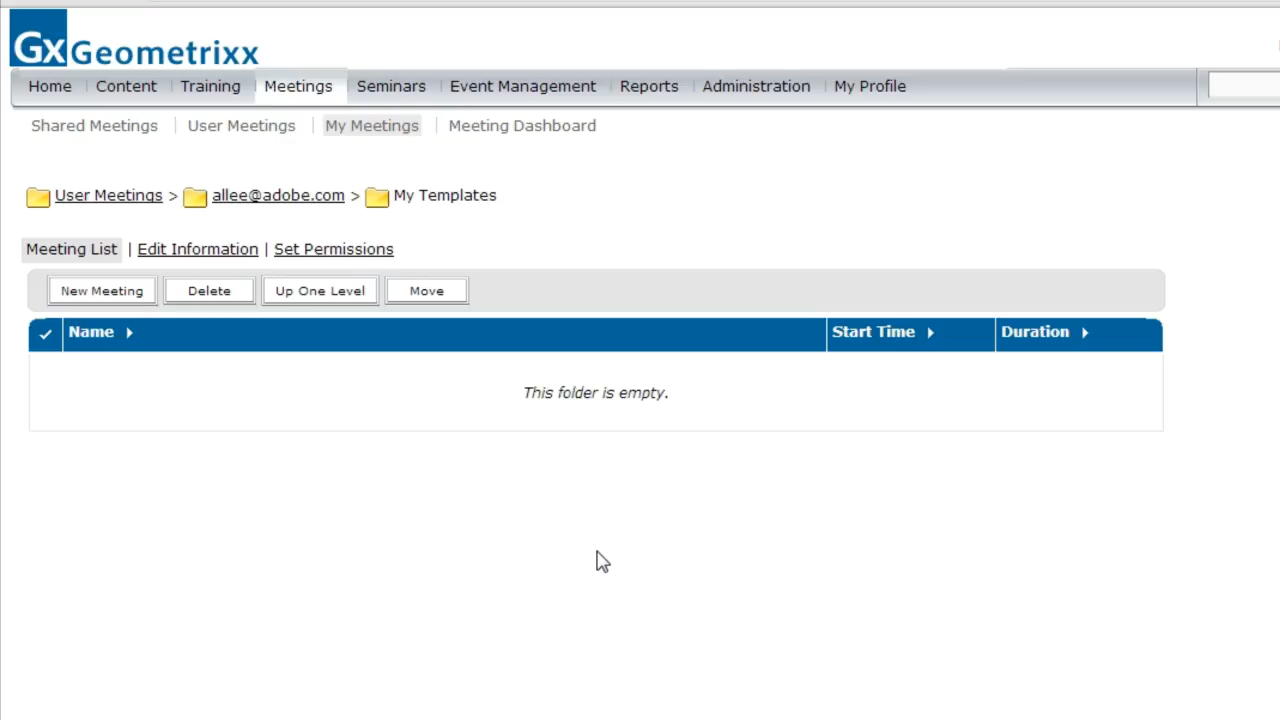 Gx Geometrixx
Home Content Training Meetings Seminars Event Management Reports Administration My Profile
Shared Meetings User Meetings My Meetings Meeting Dashboard
User Meetings > allee@adobe.com > My Templates
Meeting List | Edit Information | Set Permissions
New Meeting Delete Up One Level Move
Name Start Time Duration
This folder is empty.